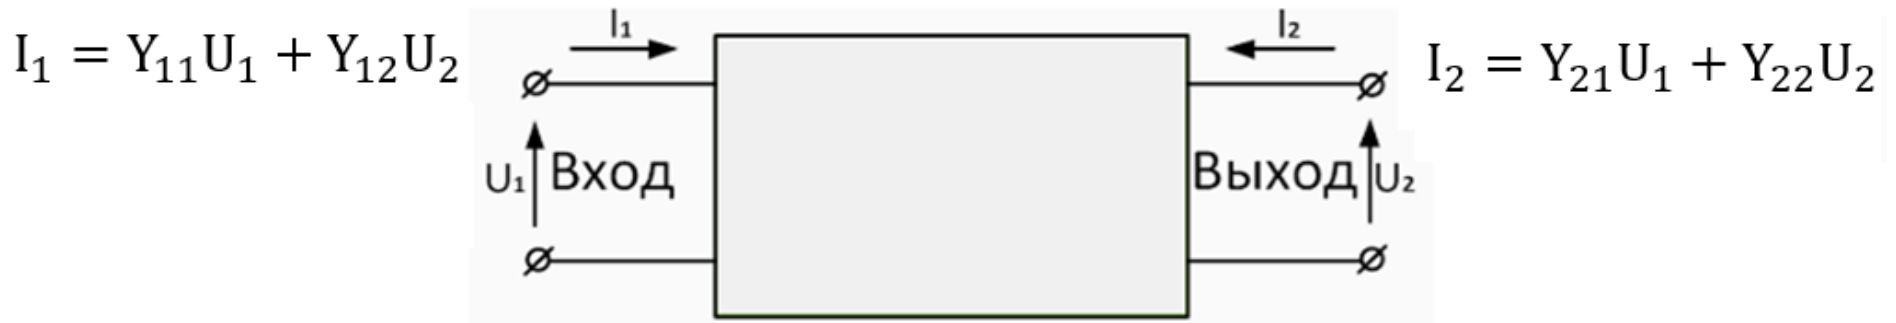 I₁ = Y₁₁U₁ + Y₁₂U₂
I₁
I₂
I₂ = Y₂₁U₁ + Y₂₂U₂
U₁
Вход
Выход
U₂